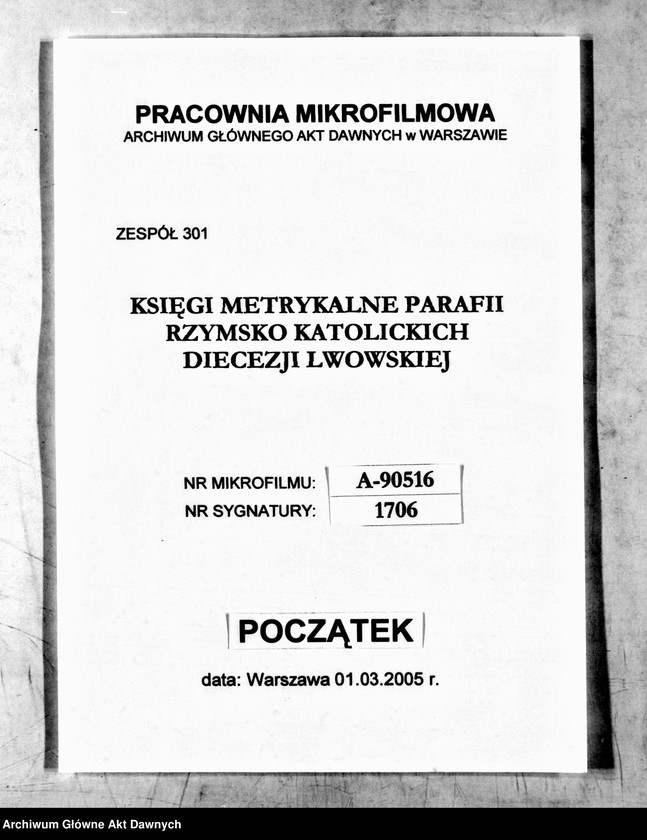 PRACOWNIA MIKROFILMOWA
ARCHIWUM GŁÓWNEGO AKT DAWNYCH w WARSZAWIE
ZESPÓŁ 301
KSIĘGI METRYKALNE PARAFII
RZYMSKO KATOLICKICH
DIECEZJI LWOWSKIEJ
NR MIKROFILMU: A-90516
NR SYGNATURY: 1706
POCZĄTEK
data: Warszawa 01.03.2005 r.
Archiwum Główne Akt Dawnych